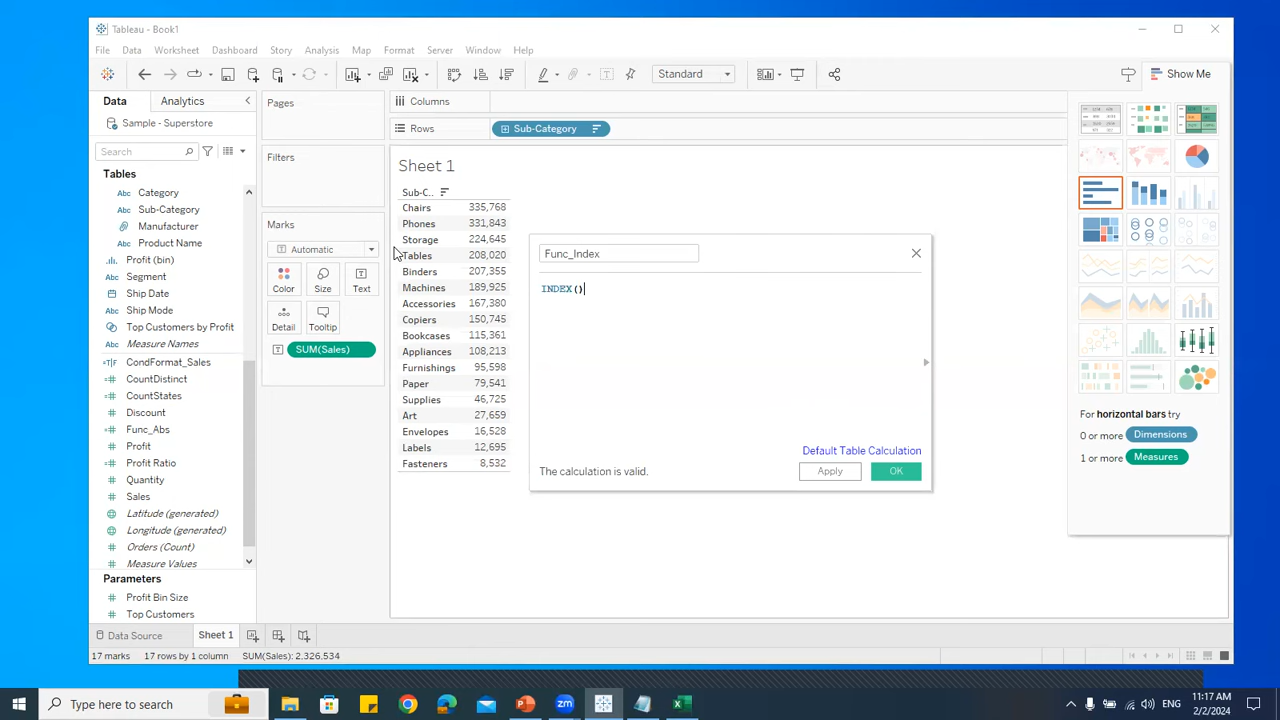 Tableau - Book1
File Data Worksheet Dashboard Story Analysis Map Format Server Window Help
Standard
Show Me
Data Analytics
Pages
Columns
Sample - Superstore
Rows Sub-Category
Search
Filters
Sheet 1
Tables
Category
Sub-Category
Manufacturer
Product Name
Profit (bin)
Segment
Ship Date
Ship Mode
Top Customers by Profit
Measure Names
CondFormat_Sales
CountDistinct
CountStates
Discount
Func_Abs
Profit
Profit Ratio
Quantity
Sales
Latitude (generated)
Longitude (generated)
Orders (Count)
Measure Values
Parameters
Profit Bin Size
Top Customers
Marks
Automatic
Color Size Text
Detail Tooltip
SUM(Sales)
Sub-C..
Chairs 335,768
Phones 331,843
Storage 224,645
Tables 208,020
Binders 207,355
Machines 189,925
Accessories 167,380
Copiers 150,745
Bookcases 115,361
Appliances 108,213
Furnishings 95,598
Paper 79,541
Supplies 46,725
Art 27,659
Envelopes 16,528
Labels 12,695
Fasteners 8,532
Func_Index
INDEX()
Default Table Calculation
The calculation is valid.
Apply OK
For horizontal bars try
0 or more Dimensions
1 or more Measures
Data Source Sheet 1
17 marks 17 rows by 1 column SUM(Sales): 2,326,534
Type here to search
ENG
11:17 AM
2/2/2024